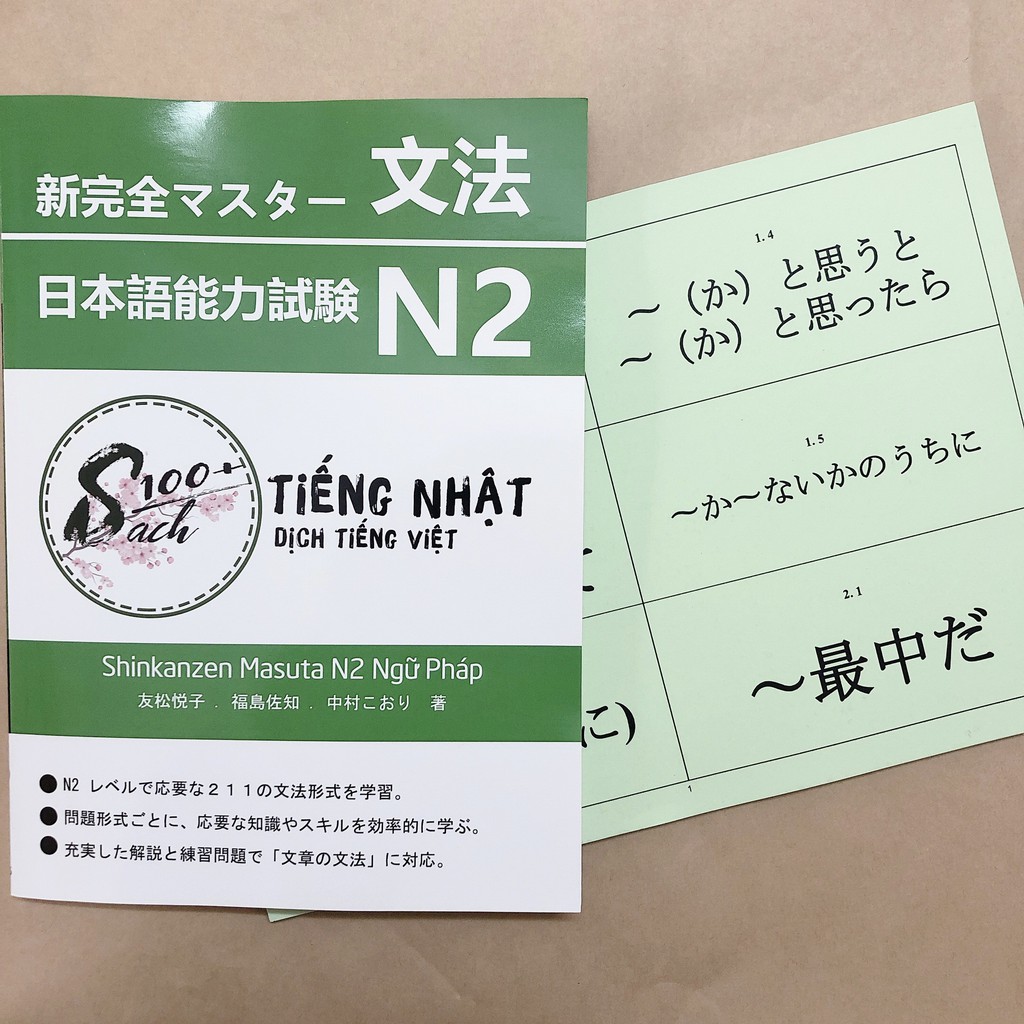 新完全マスター 文法
日本語能力試験 N2
Sách 100+
TIẾNG NHẬT
DỊCH TIẾNG VIỆT
Shinkanzen Masuta N2 Ngữ Pháp
友松悦子 . 福島佐知 . 中村こおり 著
● N2 レベルで応要な２１１の文法形式を学習。
● 問題形式ごとに、応要な知識やスキルを効率的に学ぶ。
● 充実した解説と練習問題で「文章の文法」に対応。
1.4
～（か）と思うと
～（か）と思ったら
1.5
～か～ないかのうちに
2.1
～最中だ
に)
1